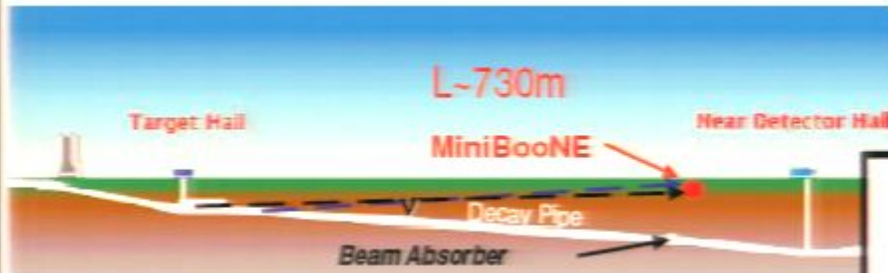 L~730m
Target Hall
Near Detector Hall
MiniBooNE
Decay Pipe
Beam Absorber